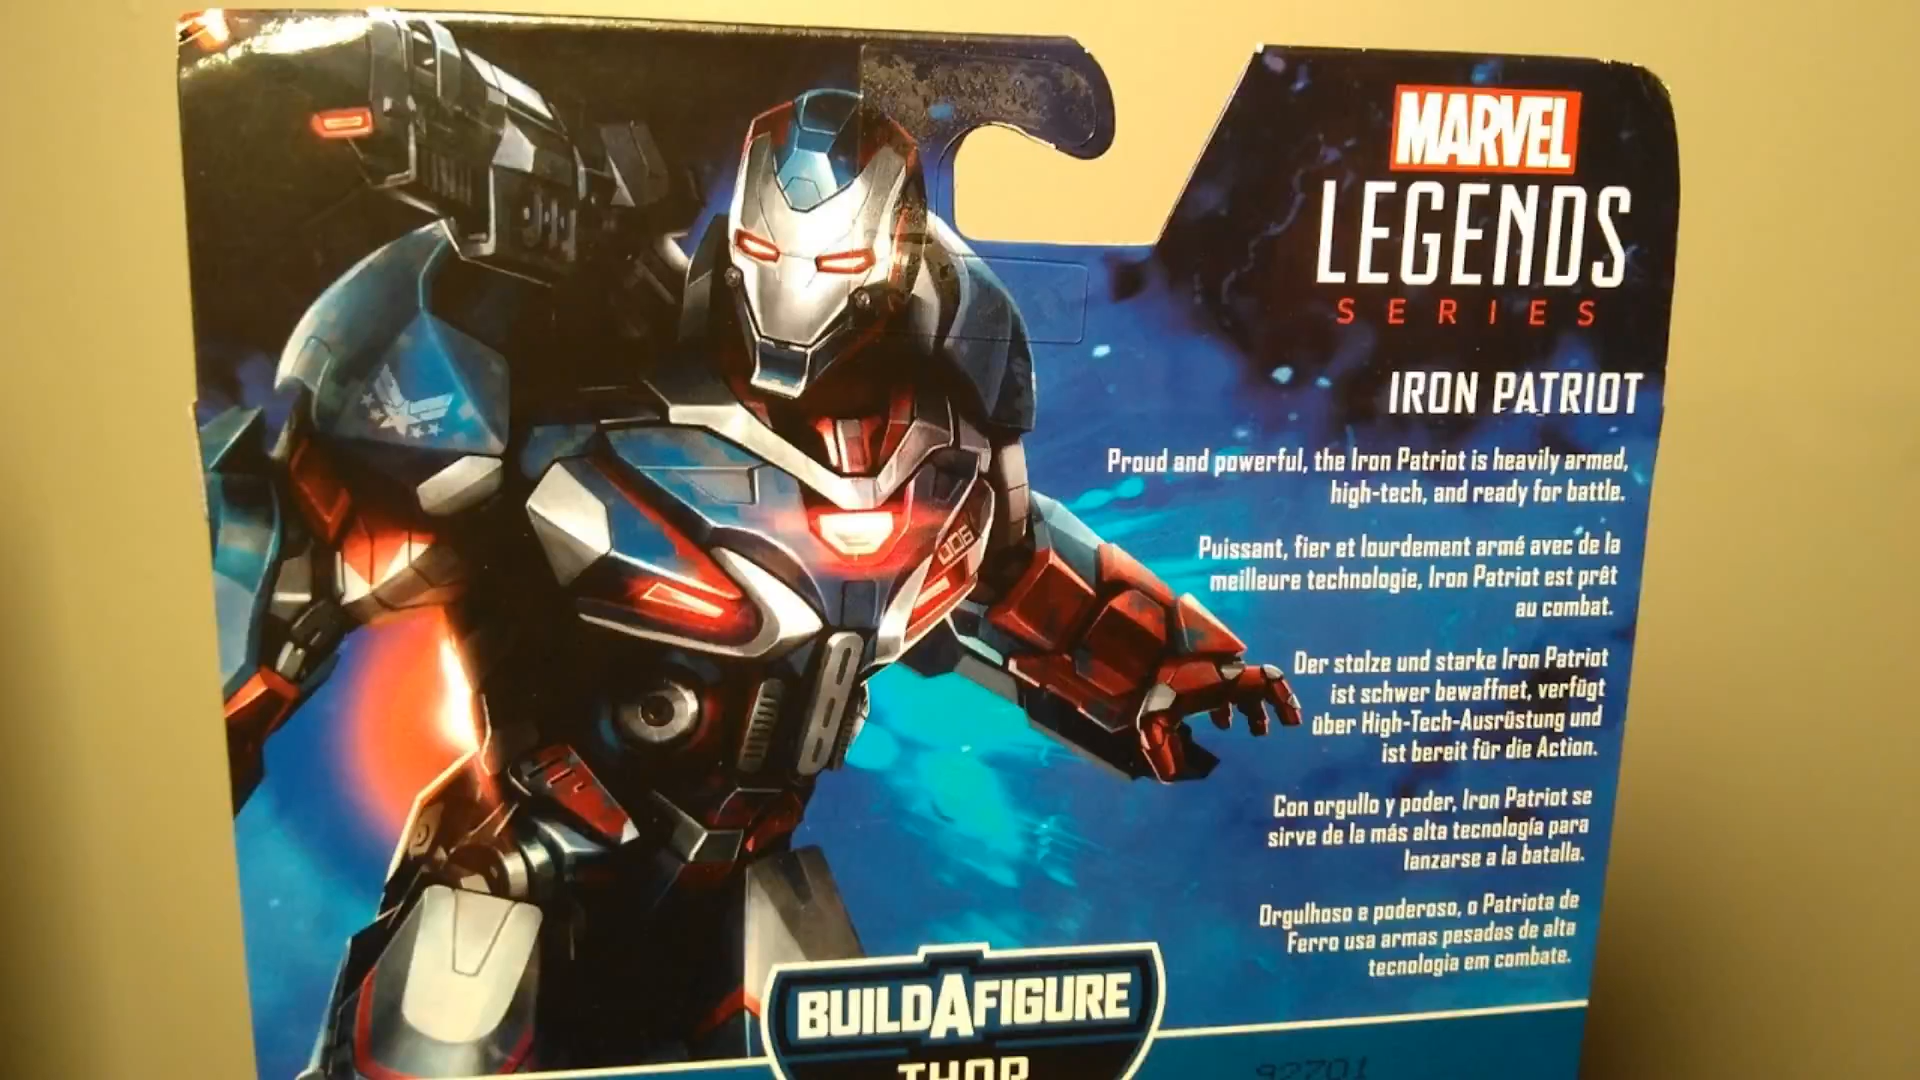 MARVEL
LEGENDS
SERIES
IRON PATRIOT
Proud and powerful, the Iron Patriot is heavily armed,
high-tech, and ready for battle.
Puissant, fier et lourdement armé avec de la
meilleure technologie, Iron Patriot est prêt
au combat.
Der stolze und starke Iron Patriot
ist schwer bewaffnet, verfügt
über High-Tech-Ausrüstung und
ist bereit für die Action.
Con orgullo y poder, Iron Patriot se
sirve de la más alta tecnología para
lanzarse a la batalla.
Orgulhoso e poderoso, o Patriota de
Ferro usa armas pesadas de alta
tecnologia em combate.
006
BUILDAFIGURE
THOR
92701